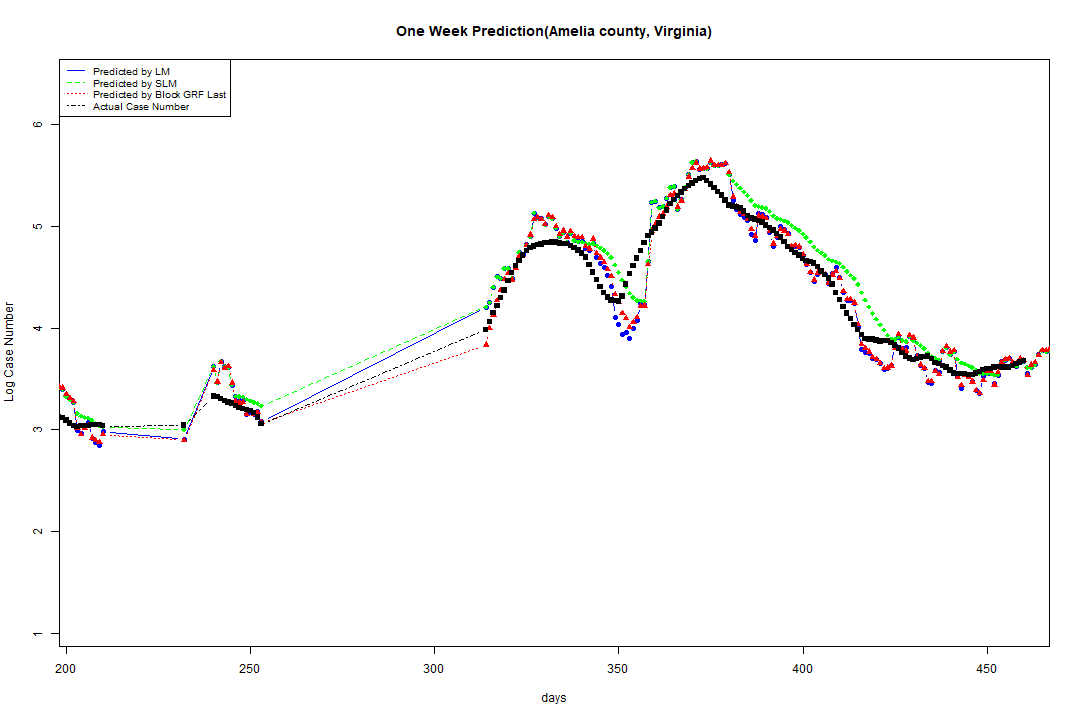 One Week Prediction(Amelia county, Virginia)
Predicted by LM
Predicted by SLM
Predicted by Block GRF Last
Actual Case Number
Log Case Number
6
5
4
3
2
1
200 250 300 350 400 450
days